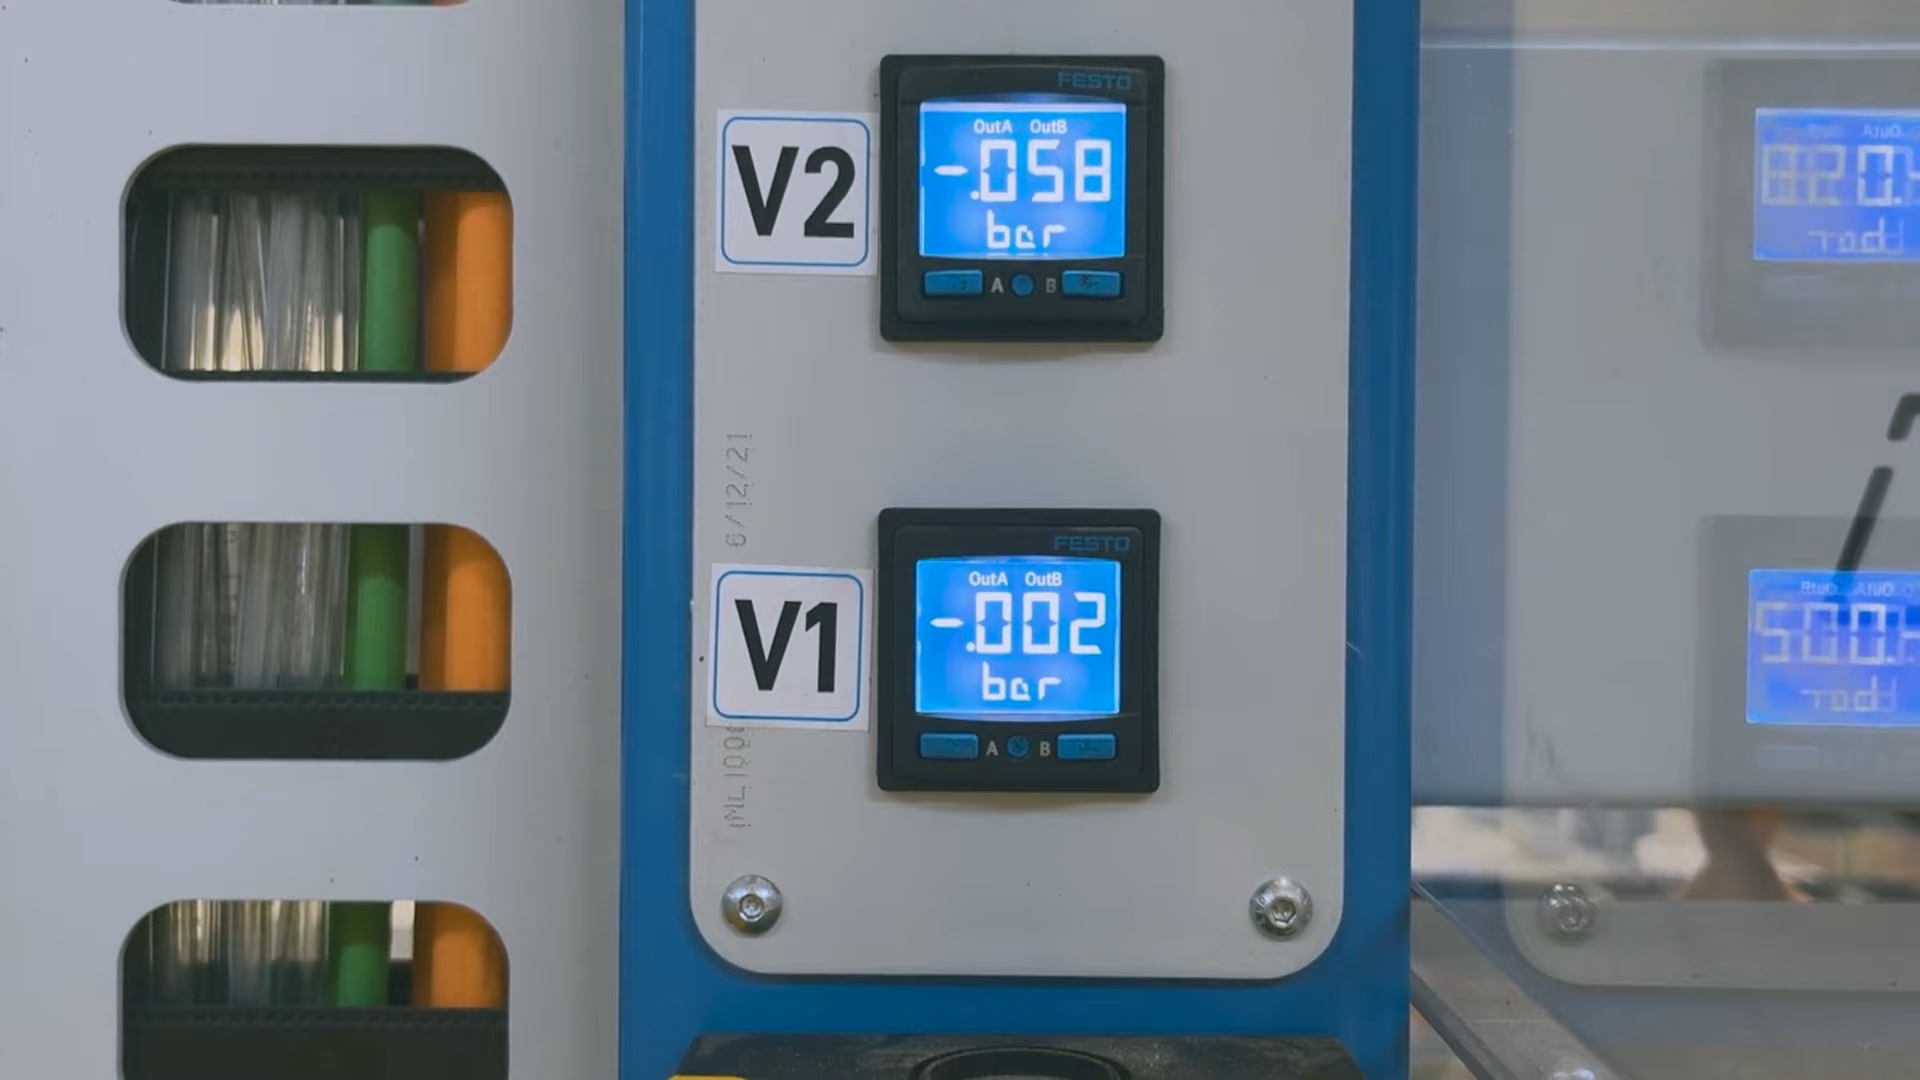 FESTO
OutA OutB
V2
-.058
bar
A B
6/12/21
FESTO
OutA OutB
V1
-.002
bar
A B